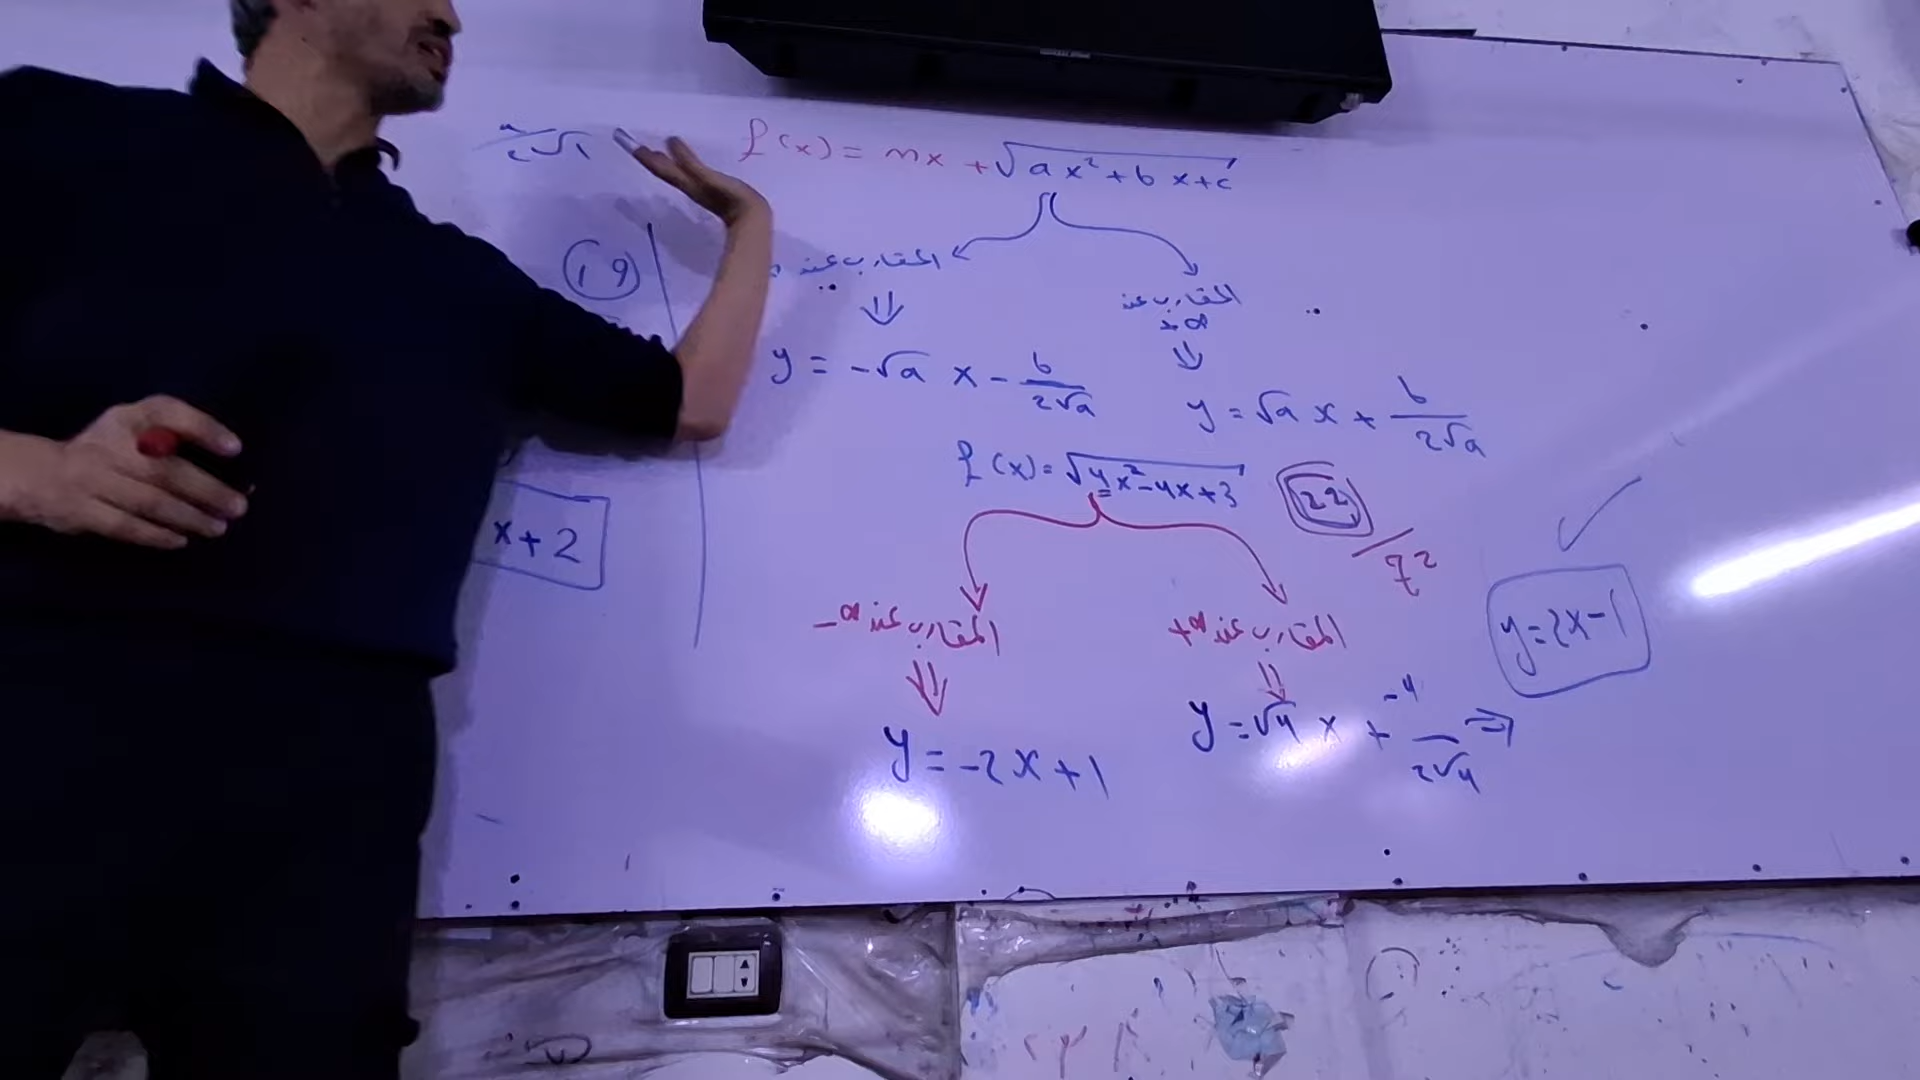 f(x) = mx + √(ax²+bx+c)
المقارب عند
المقارب عند
+∞
⇓
⇓
y = -√a x - b/(2√a)
y = √a x + b/(2√a)
19
x+2
f(x) = √(4x²-4x+3)
22
72
المقارب عند -∞
المقارب عند +∞
⇓
⇓
y = -2x+1
y = √4 x + -4/(2√4) ⇒
y=2x-1